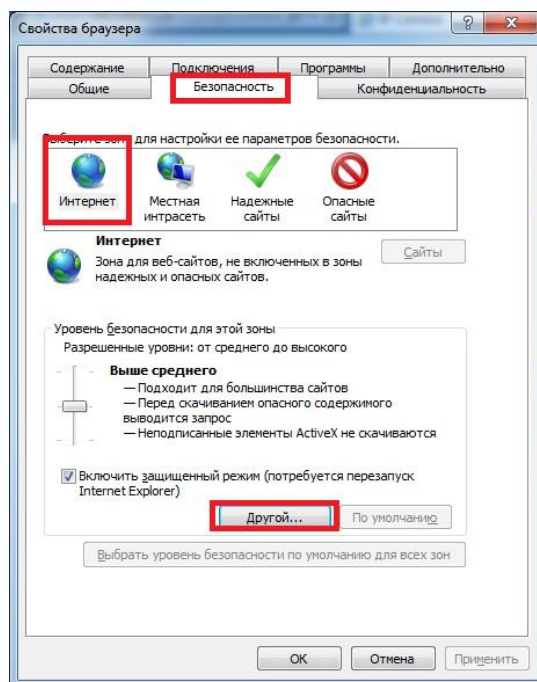 Свойства браузера
Содержание Подключения Программы Дополнительно
Общие Безопасность Конфиденциальность
Выберите зону для настройки ее параметров безопасности.
Интернет Местная интрасеть Надежные сайты Опасные сайты
Интернет
Зона для веб-сайтов, не включенных в зоны
надежных и опасных сайтов.
Сайты
Уровень безопасности для этой зоны
Разрешенные уровни: от среднего до высокого
Выше среднего
— Подходит для большинства сайтов
— Перед скачиванием опасного содержимого
выводится запрос
— Неподписанные элементы ActiveX не скачиваются
Включить защищенный режим (потребуется перезапуск
Internet Explorer)
Другой... По умолчанию
Выбрать уровень безопасности по умолчанию для всех зон
OK Отмена Применить